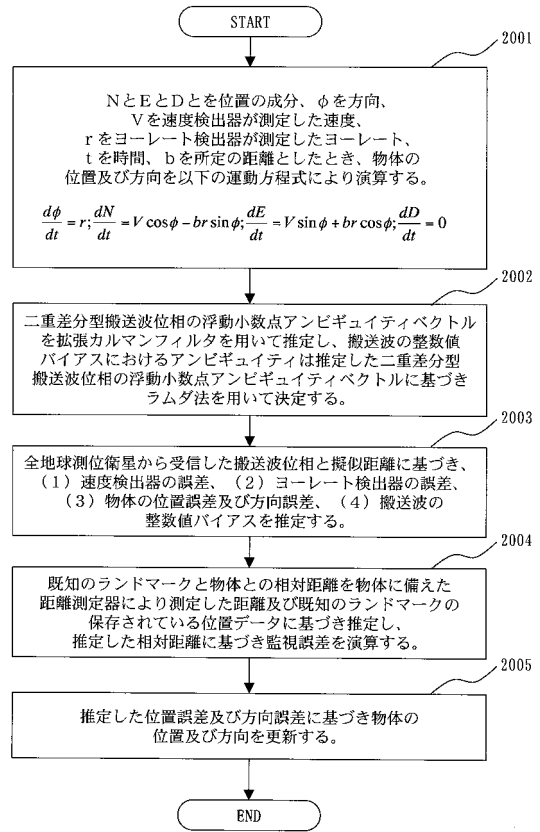 START
2001
NとEとDとを位置の成分、φを方向、
Vを速度検出器が測定した速度、
rをヨーレート検出器が測定したヨーレート、
tを時間、bを所定の距離としたとき、物体の
位置及び方向を以下の運動方程式により演算する。
dφ/dt = r; dN/dt = V cosφ − br sinφ; dE/dt = V sinφ + br cosφ; dD/dt = 0
2002
二重差分型搬送波位相の浮動小数点アンビギュイティベクトル
を拡張カルマンフィルタを用いて推定し、搬送波の整数値
バイアスにおけるアンビギュイティは推定した二重差分型
搬送波位相の浮動小数点アンビギュイティベクトルに基づき
ラムダ法を用いて決定する。
2003
全地球測位衛星から受信した搬送波位相と擬似距離に基づき、
(1)速度検出器の誤差、(2)ヨーレート検出器の誤差、
(3)物体の位置誤差及び方向誤差、(4)搬送波の
整数値バイアスを推定する。
2004
既知のランドマークと物体との相対距離を物体に備えた
距離測定器により測定した距離及び既知のランドマークの
保存されている位置データに基づき推定し、
推定した相対距離に基づき監視誤差を演算する。
2005
推定した位置誤差及び方向誤差に基づき物体の
位置及び方向を更新する。
END